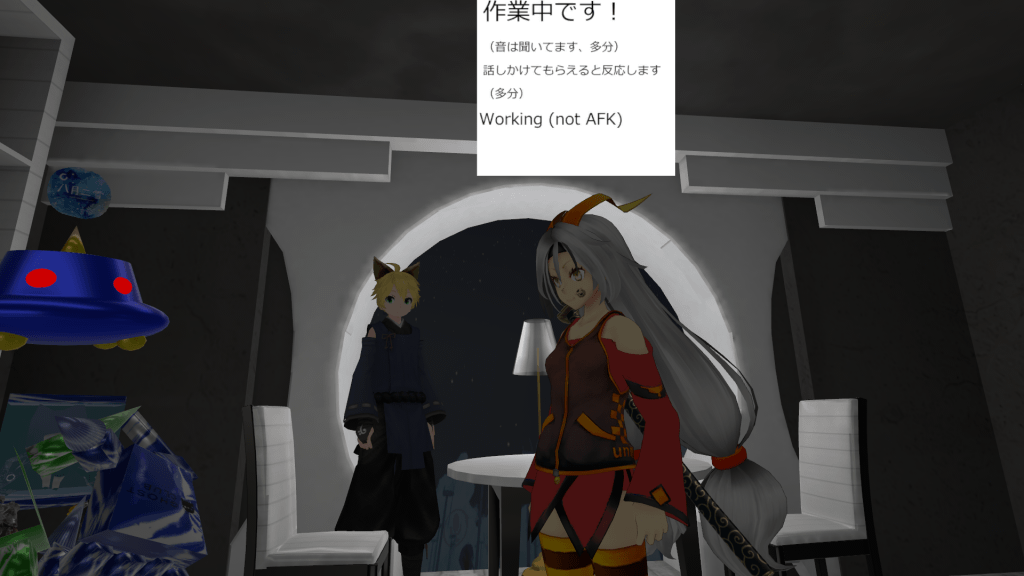 作業中です！
（音は聞いてます、多分）
話しかけてもらえると反応します
（多分）
Working (not AFK)